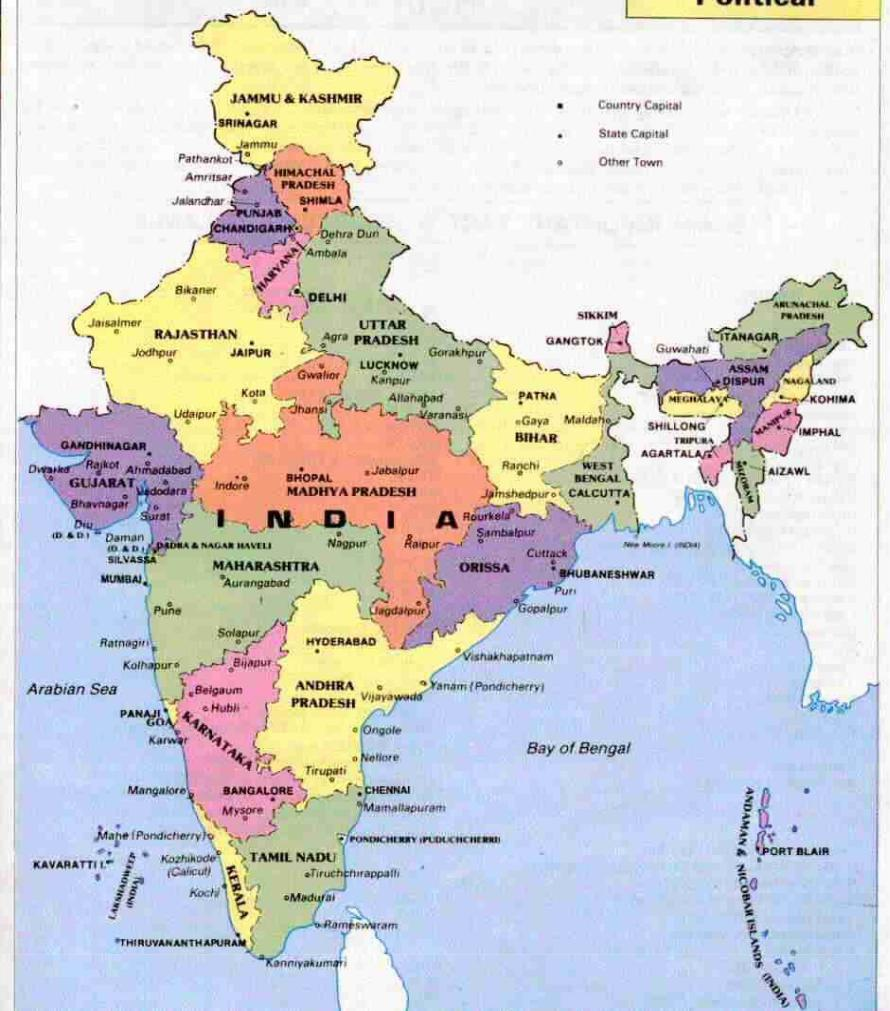 Political
Country Capital
State Capital
Other Town
JAMMU & KASHMIR
SRINAGAR
Jammu
Pathankot
Amritsar
Jalandhar
HIMACHAL
PRADESH
SHIMLA
PUNJAB
CHANDIGARH
Dehra Dun
Ambala
HARYANA
DELHI
Bikaner
Jaisalmer
RAJASTHAN
Jodhpur
JAIPUR
Kota
Udaipur
UTTAR
PRADESH
Agra
LUCKNOW
Kanpur
Gorakhpur
Allahabad
Varanasi
Gwalior
Jhansi
SIKKIM
GANGTOK
ARUNACHAL
PRADESH
ITANAGAR
Guwahati
ASSAM
DISPUR
NAGALAND
KOHIMA
MEGHALAYA
SHILLONG
MANIPUR
IMPHAL
TRIPURA
AGARTALA
MIZORAM
AIZAWL
PATNA
Gaya
Maldah
BIHAR
Ranchi
Jamshedpur
WEST
BENGAL
CALCUTTA
GANDHINAGAR
Dwarka
Rajkot
Ahmadabad
GUJARAT
Vadodara
Bhavnagar
Surat
Diu
(D. & D.)
Daman
(D. & D.)
DADRA & NAGAR HAVELI
SILVASSA
Indore
BHOPAL
Jabalpur
MADHYA PRADESH
INDIA
Raipur
Jagdalpur
Rourkela
Sambalpur
Cuttack
ORISSA
BHUBANESHWAR
Puri
Gopalpur
New Moore I. (INDIA)
Nagpur
MAHARASHTRA
MUMBAI
Aurangabad
Pune
Solapur
Ratnagiri
Kolhapur
HYDERABAD
ANDHRA
PRADESH
Vishakhapatnam
Vijayawada
Yanam (Pondicherry)
Ongole
Nellore
Tirupati
Bijapur
Belgaum
Hubli
KARNATAKA
PANAJI
GOA
Karwar
Mangalore
BANGALORE
Mysore
Arabian Sea
Bay of Bengal
CHENNAI
Mamallapuram
PONDICHERRY (PUDUCHCHERRI)
TAMIL NADU
Tiruchchirappalli
Madurai
Rameswaram
Kanniyakumari
Mahe (Pondicherry)
Kozhikode
(Calicut)
KERALA
Kochi
THIRUVANANTHAPURAM
KAVARATTI I.
LAKSHADWEEP
(INDIA)
ANDAMAN & NICOBAR ISLANDS (INDIA)
PORT BLAIR